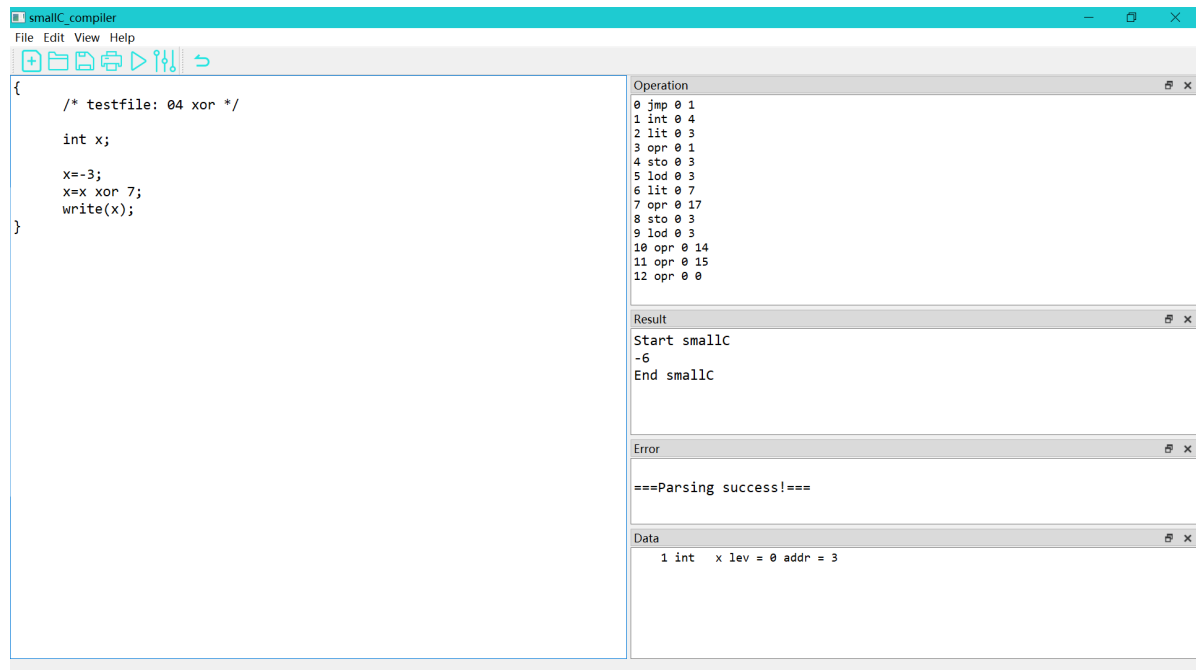 smallC_compiler
File Edit View Help
{
/* testfile: 04 xor */
int x;
x=-3;
x=x xor 7;
write(x);
}
Operation
0 jmp 0 1
1 int 0 4
2 lit 0 3
3 opr 0 1
4 sto 0 3
5 lod 0 3
6 lit 0 7
7 opr 0 17
8 sto 0 3
9 lod 0 3
10 opr 0 14
11 opr 0 15
12 opr 0 0
Result
Start smallC
-6
End smallC
Error
===Parsing success!===
Data
1 int x lev = 0 addr = 3